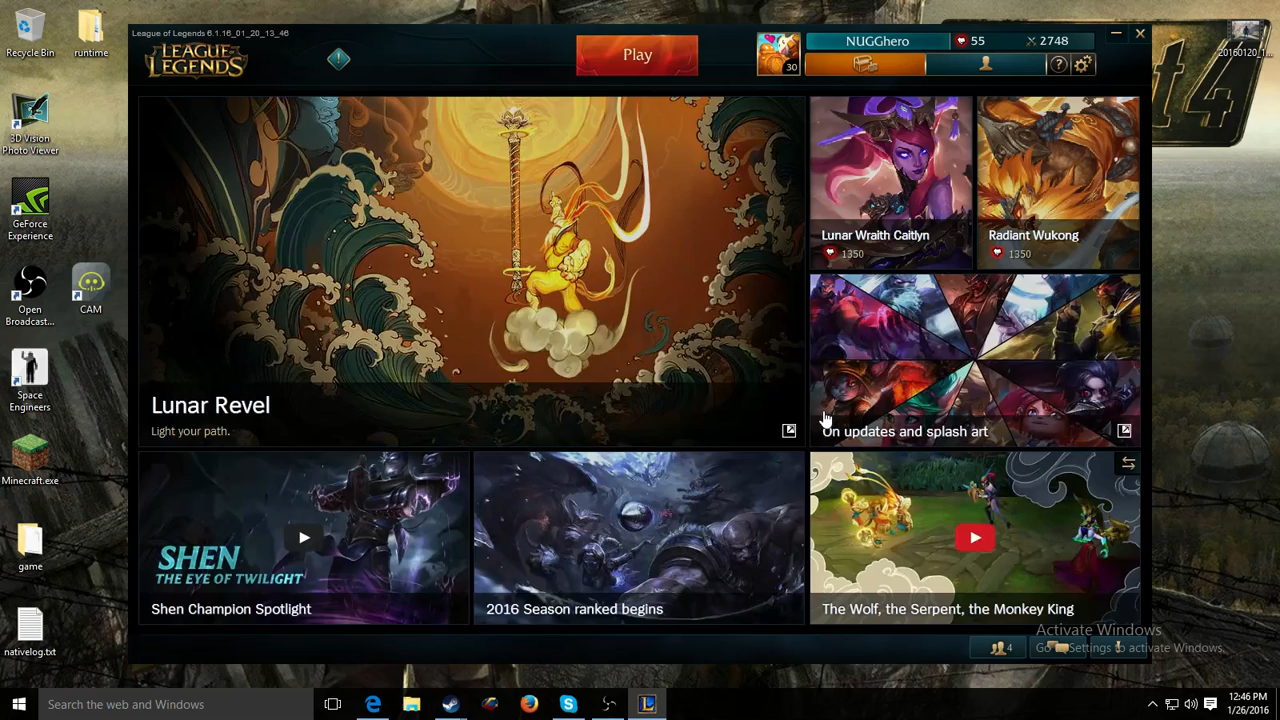 Recycle Bin
runtime
3D Vision
Photo Viewer
GeForce
Experience
Open
Broadcast...
CAM
Space
Engineers
Minecraft.exe
game
nativelog.txt
20160120_1...
t4
League of Legends 6.1.16_01_20_13_46
LEAGUE
OF
LEGENDS
Play
30
NUGGhero
55
2748
?
Lunar Revel
Light your path.
Lunar Wraith Caitlyn
1350
Radiant Wukong
1350
On updates and splash art
SHEN
THE EYE OF TWILIGHT
Shen Champion Spotlight
2016 Season ranked begins
The Wolf, the Serpent, the Monkey King
4
Activate Windows
Go to Settings to activate Windows.
Search the web and Windows
12:46 PM
1/26/2016